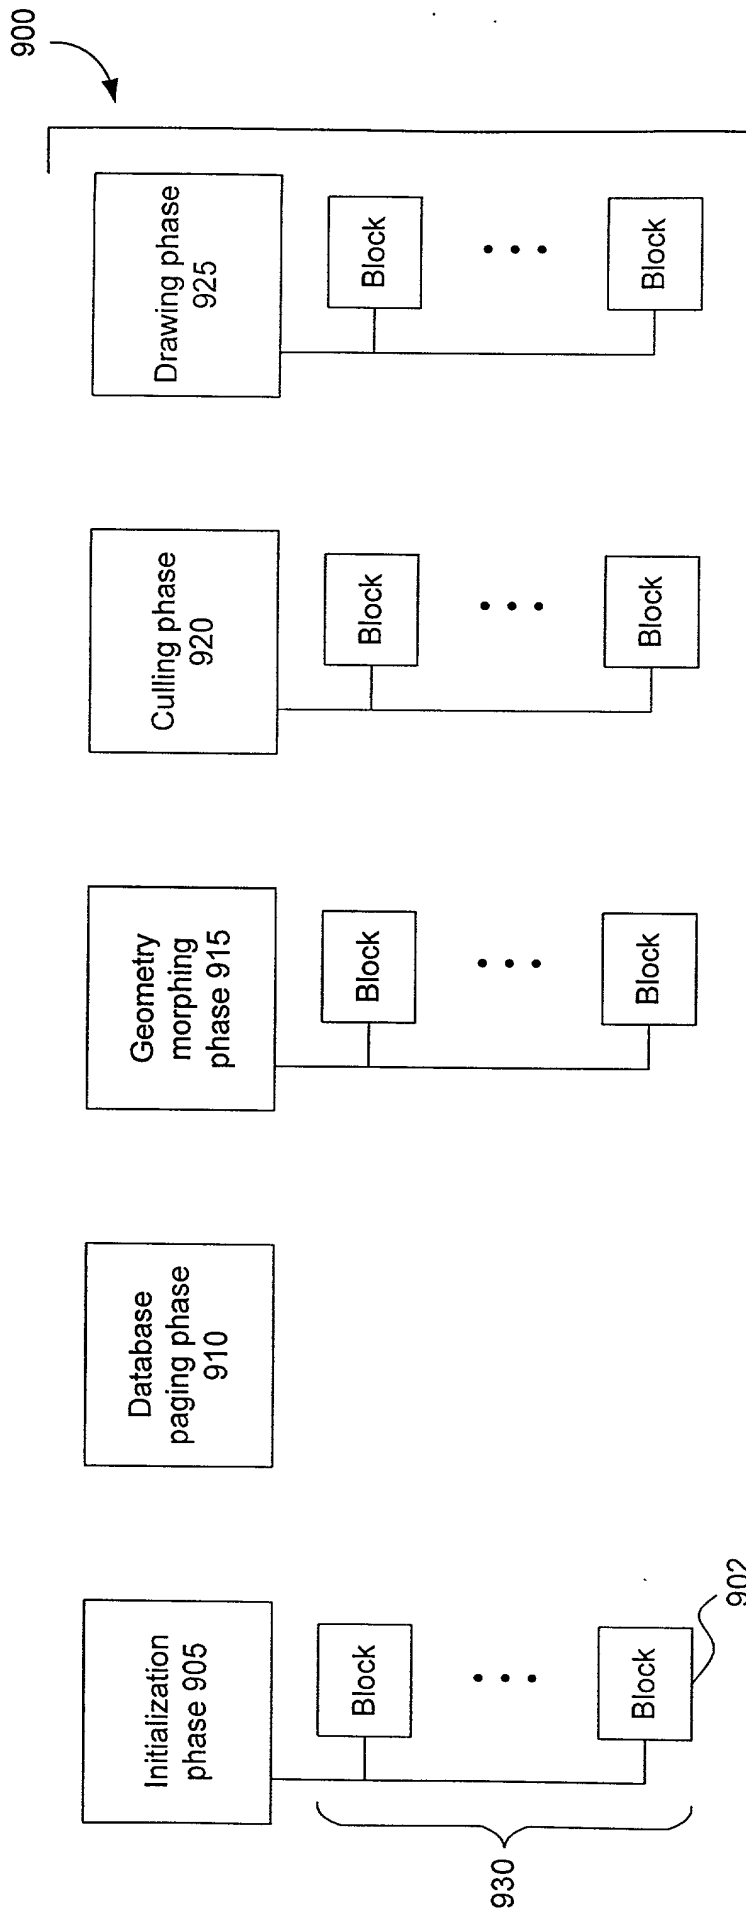 900
Initialization
phase 905
Block
Block
902
930
Database
paging phase
910
Geometry
morphing
phase 915
Block
Block
Culling phase
920
Block
Block
Drawing phase
925
Block
Block